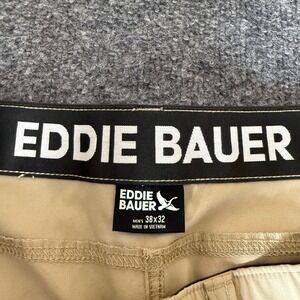 EDDIE BAUER
EDDIE
BAUER
MEN'S 38x32
MADE IN VIETNAM